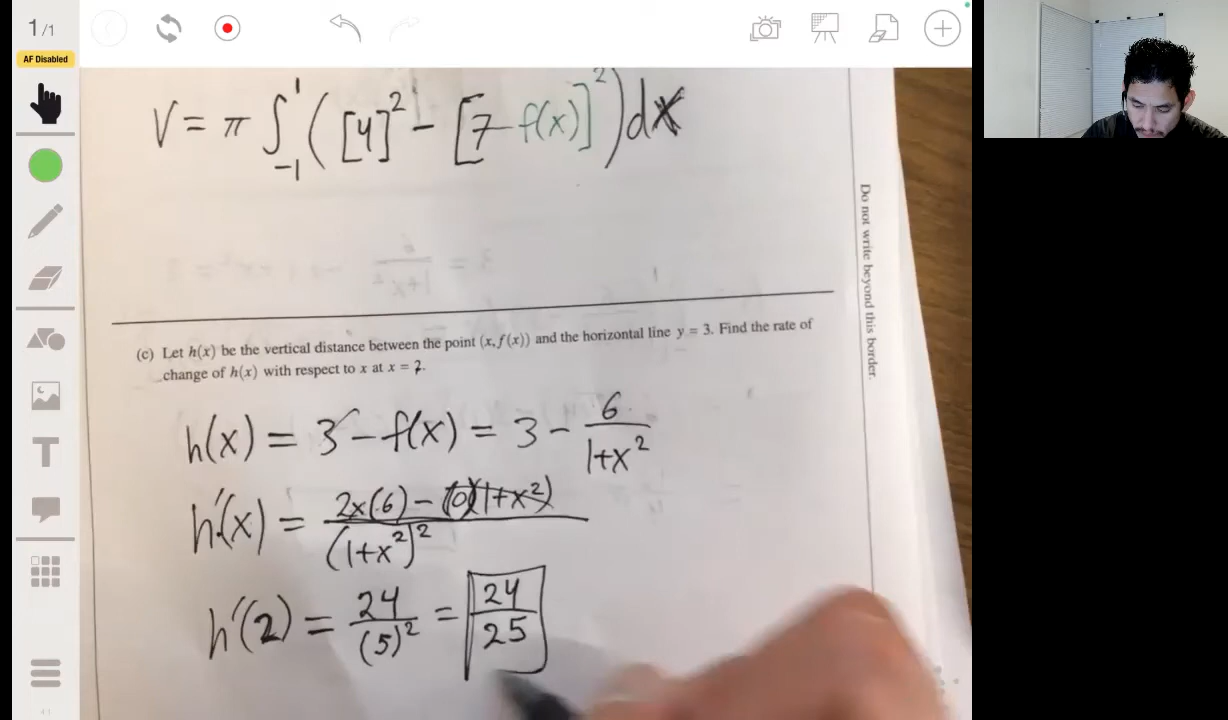 1/1
AF Disabled
V = π ∫₋₁¹ ( [4]² - [7 - f(x)]² ) dx
Do not write beyond this border.
(c) Let h(x) be the vertical distance between the point (x, f(x)) and the horizontal line y = 3. Find the rate of
change of h(x) with respect to x at x = 2.
h(x) = 3 - f(x) = 3 - 6/(1+x²)
h'(x) = (2x(6) - (0)(1+x²))/(1+x²)²
h'(2) = 24/(5)² = 24/25
T